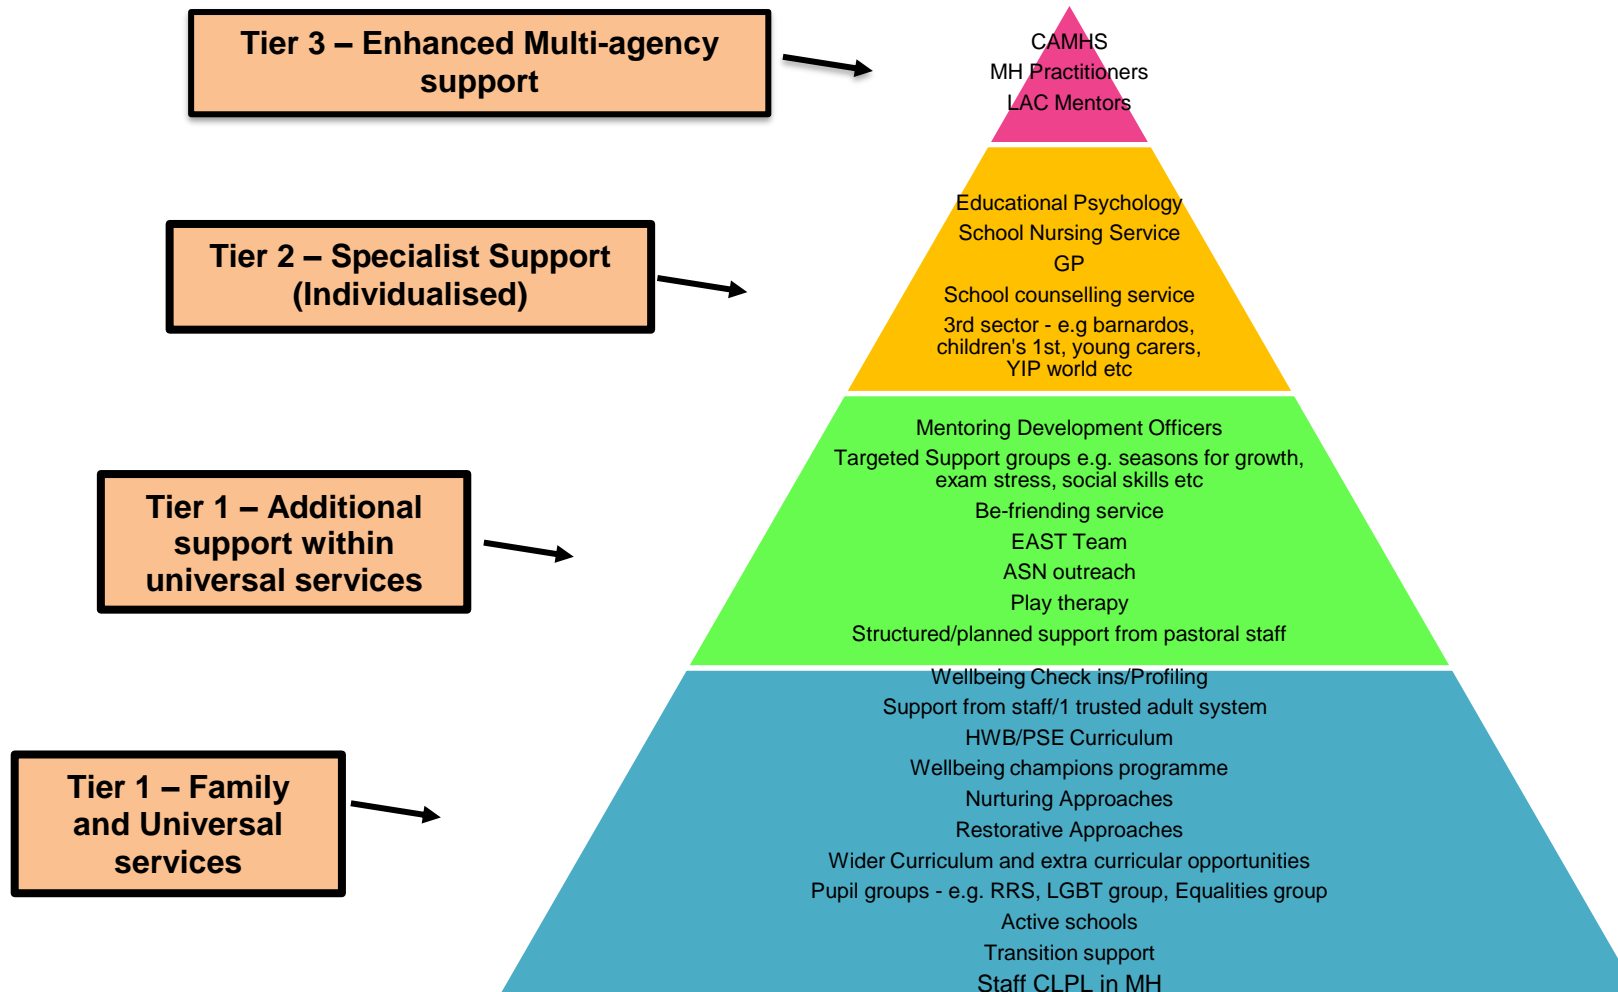 Tier 3 – Enhanced Multi-agency
support
CAMHS
MH Practitioners
LAC Mentors
Tier 2 – Specialist Support
(Individualised)
Educational Psychology
School Nursing Service
GP
School counselling service
3rd sector - e.g barnardos,
children's 1st, young carers,
YIP world etc
Tier 1 – Additional
support within
universal services
Mentoring Development Officers
Targeted Support groups e.g. seasons for growth,
exam stress, social skills etc
Be-friending service
EAST Team
ASN outreach
Play therapy
Structured/planned support from pastoral staff
Tier 1 – Family
and Universal
services
Wellbeing Check ins/Profiling
Support from staff/1 trusted adult system
HWB/PSE Curriculum
Wellbeing champions programme
Nurturing Approaches
Restorative Approaches
Wider Curriculum and extra curricular opportunities
Pupil groups - e.g. RRS, LGBT group, Equalities group
Active schools
Transition support
Staff CLPL in MH